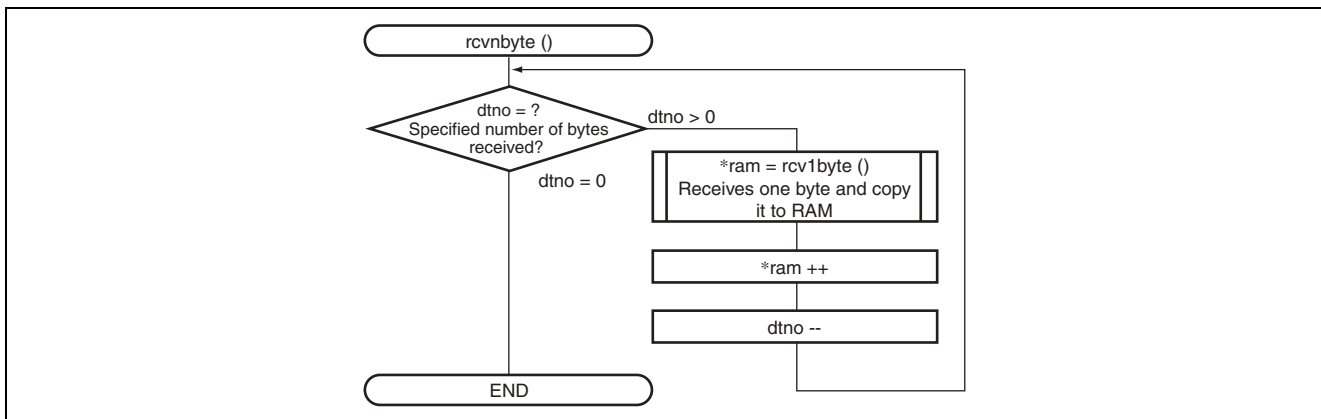 rcvnbyte ()
dtno = ?
Specified number of bytes
received?
dtno > 0
dtno = 0
*ram = rcv1byte ()
Receives one byte and copy
it to RAM
*ram ++
dtno --
END